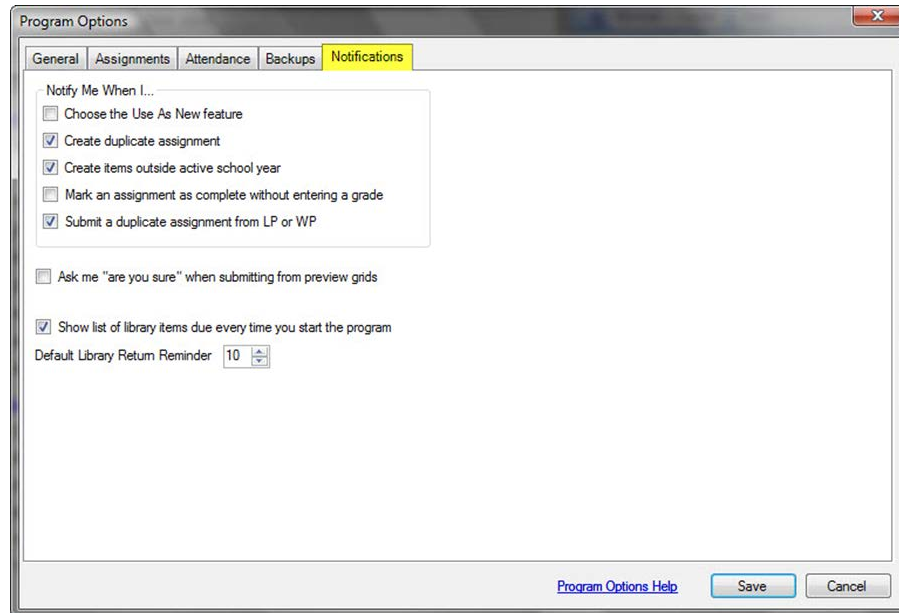 Program Options
General Assignments Attendance Backups Notifications
Notify Me When I...
Choose the Use As New feature
Create duplicate assignment
Create items outside active school year
Mark an assignment as complete without entering a grade
Submit a duplicate assignment from LP or WP
Ask me "are you sure" when submitting from preview grids
Show list of library items due every time you start the program
Default Library Return Reminder 10
Program Options Help Save Cancel